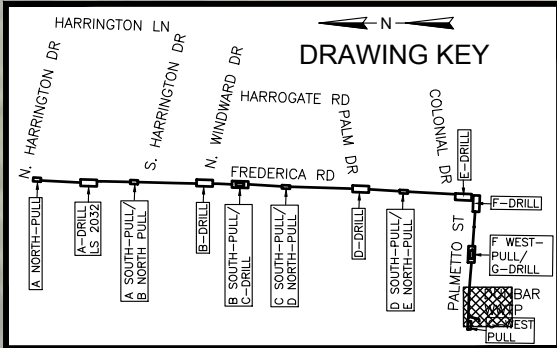 HARRINGTON LN
N
DRAWING KEY
N. HARRINGTON DR
S. HARRINGTON DR
N. WINDWARD DR
HARROGATE RD
PALM DR
COLONIAL DR
FREDERICA RD
PALMETTO ST
A NORTH-PULL
A-DRILL
LS 2032
A SOUTH-PULL/
B NORTH PULL
B-DRILL
B SOUTH-PULL/
C-DRILL
C SOUTH-PULL/
D NORTH PULL
D-DRILL
D SOUTH-PULL/
E NORTH PULL
E-DRILL
F-DRILL
F WEST-
PULL/
G-DRILL
BAR
WEST
PULL